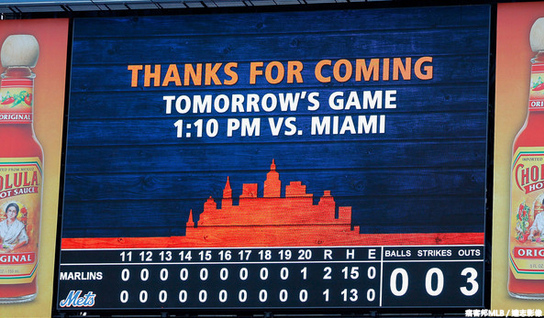 THANKS FOR COMING
TOMORROW'S GAME
1:10 PM VS. MIAMI
ORIGINAL
CHOLULA
HOT SAUCE
ORIGINAL
11 12 13 14 15 16 17 18 19 20 R H E
MARLINS 0 0 0 0 0 0 0 0 0 1 2 15 0
Mets 0 0 0 0 0 0 0 0 0 0 1 13 0
BALLS STRIKES OUTS
0 0 3